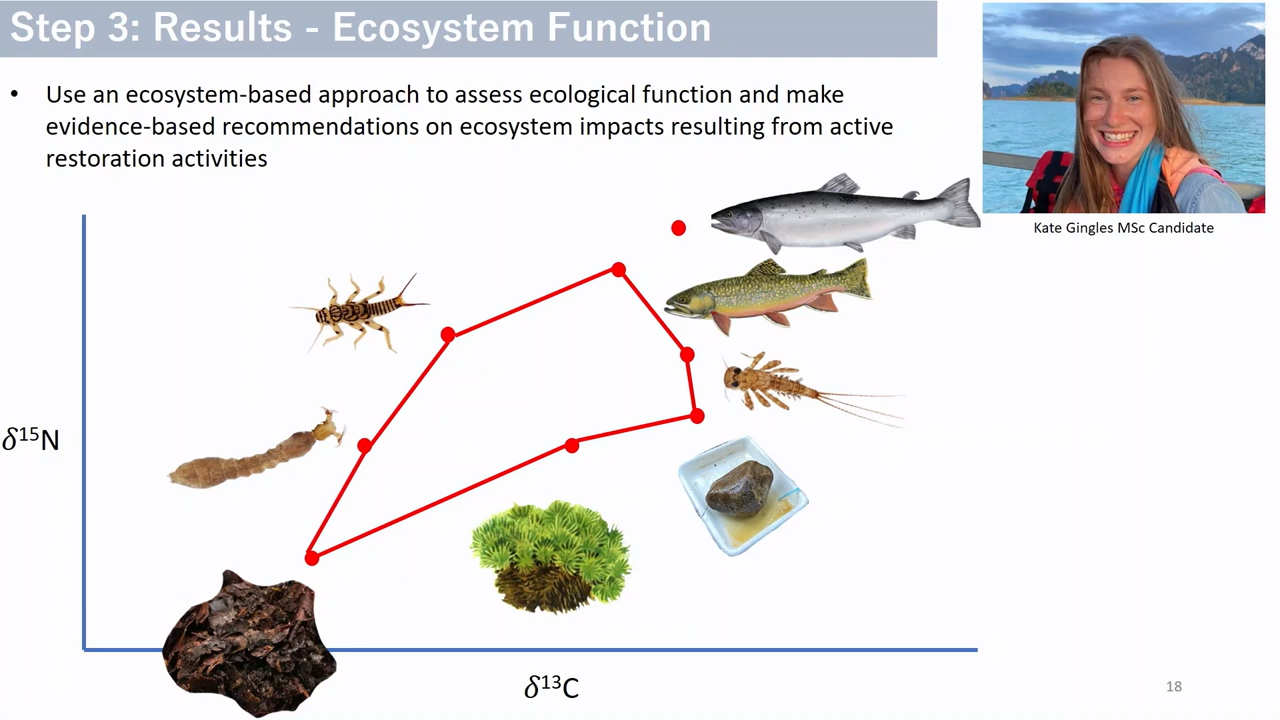 Step 3: Results - Ecosystem Function
• Use an ecosystem-based approach to assess ecological function and make
evidence-based recommendations on ecosystem impacts resulting from active
restoration activities
Kate Gingles MSc Candidate
δ¹⁵N
δ¹³C
18